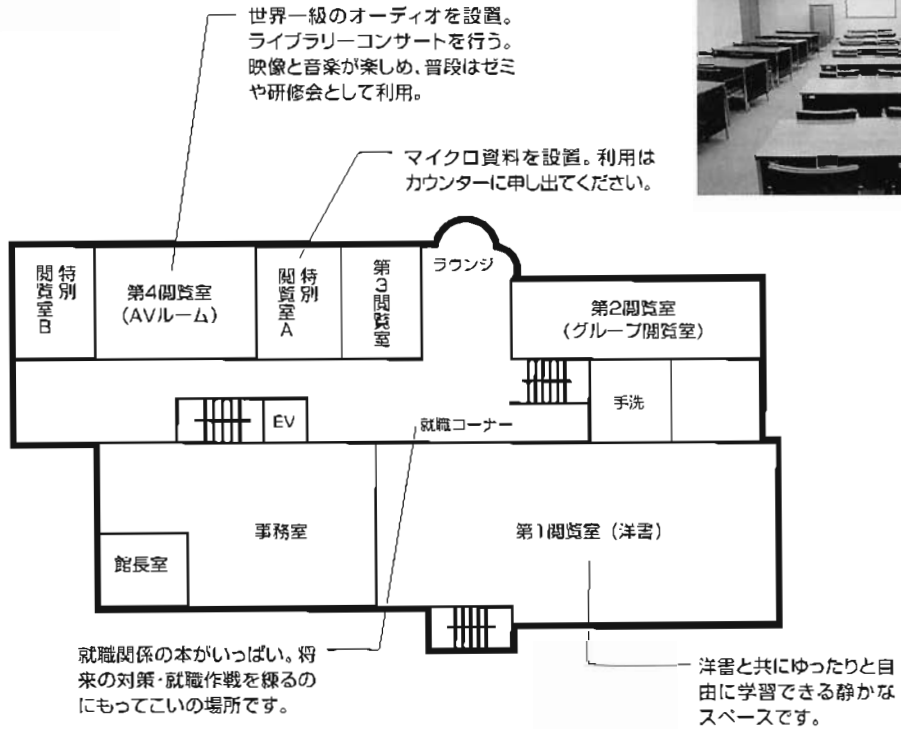 世界一級のオーディオを設置。
ライブラリーコンサートを行う。
映像と音楽が楽しめ、普段はゼミ
や研修会として利用。
マイクロ資料を設置。利用は
カウンターに申し出てください。
特別
閲覧室B
第4閲覧室
(AVルーム)
特別
閲覧室A
第3閲覧室
ラウンジ
第2閲覧室
(グループ閲覧室)
手洗
EV
就職コーナー
事務室
第1閲覧室(洋書)
館長室
就職関係の本がいっぱい。将
来の対策・就職作戦を練るの
にもってこいの場所です。
洋書と共にゆったりと自
由に学習できる静かな
スペースです。